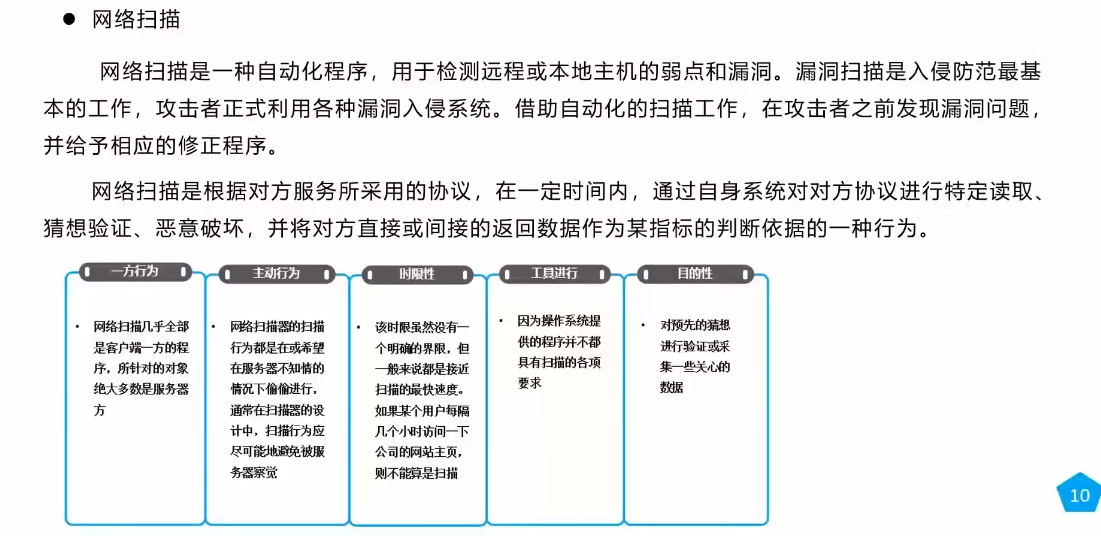 ● 网络扫描
网络扫描是一种自动化程序，用于检测远程或本地主机的弱点和漏洞。漏洞扫描是入侵防范最基
本的工作，攻击者正式利用各种漏洞入侵系统。借助自动化的扫描工作，在攻击者之前发现漏洞问题，
并给予相应的修正程序。
网络扫描是根据对方服务所采用的协议，在一定时间内，通过自身系统对对方协议进行特定读取、
猜想验证、恶意破坏，并将对方直接或间接的返回数据作为某指标的判断依据的一种行为。
一方行为
• 网络扫描几乎全部
是客户端一方的程
序，所针对的对象
绝大多数是服务器
方
主动行为
• 网络扫描器的扫描
行为都是在或希望
在服务器不知情的
情况下偷偷进行，
通常在扫描器的设
计中，扫描行为应
尽可能地避免被服
务器察觉
时限性
• 该时限虽然没有一
个明确的界限，但
一般来说都是接近
扫描的最快速度。
如果某个用户每隔
几个小时访问一下
公司的网站主页，
则不能算是扫描
工具进行
• 因为操作系统提
供的程序并不都
具有扫描的各项
要求
目的性
• 对预先的猜想
进行验证或采
集一些关心的
数据
10